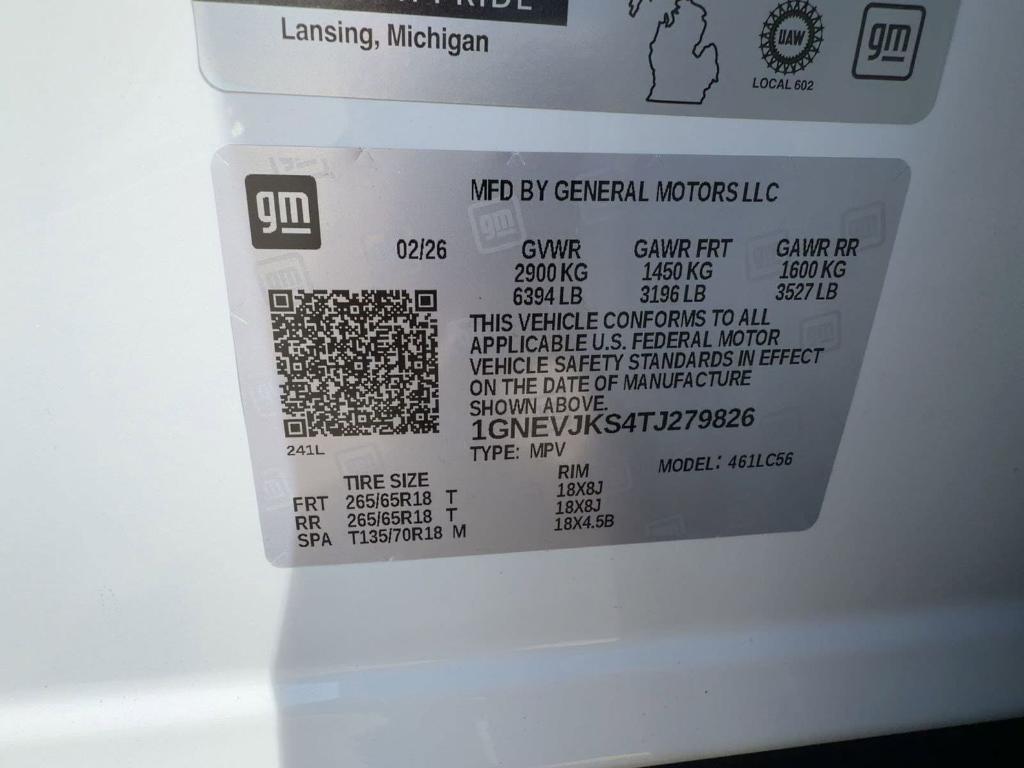 PRIDE
Lansing, Michigan
UAW
LOCAL 602
gm
gm
MFD BY GENERAL MOTORS LLC
02/26 GVWR GAWR FRT GAWR RR
2900 KG 1450 KG 1600 KG
6394 LB 3196 LB 3527 LB
THIS VEHICLE CONFORMS TO ALL
APPLICABLE U.S. FEDERAL MOTOR
VEHICLE SAFETY STANDARDS IN EFFECT
ON THE DATE OF MANUFACTURE
SHOWN ABOVE.
1GNEVJKS4TJ279826
241L
TYPE: MPV MODEL: 461LC56
TIRE SIZE RIM
FRT 265/65R18 T 18X8J
RR 265/65R18 T 18X8J
SPA T135/70R18 M 18X4.5B